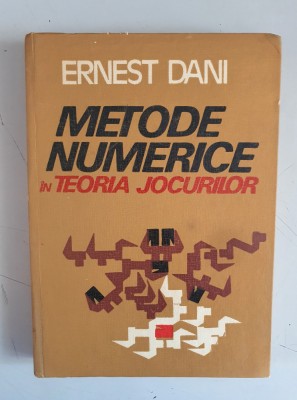 ERNEST DANI
METODE
NUMERICE
ÎN TEORIA JOCURILOR